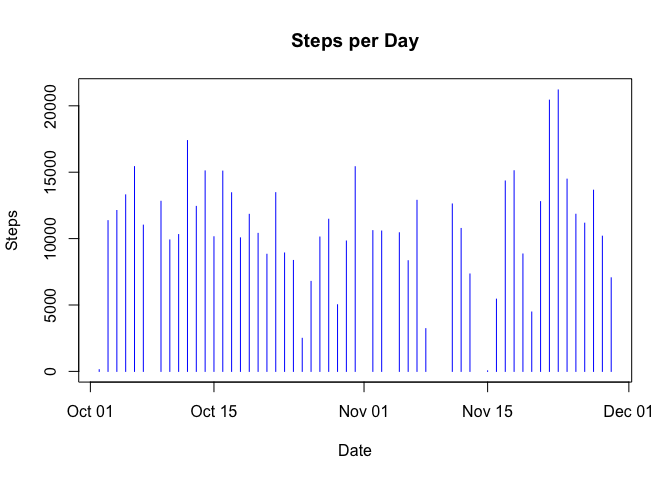 Steps per Day
20000
15000
10000
5000
0
Steps
Oct 01
Oct 15
Nov 01
Nov 15
Dec 01
Date